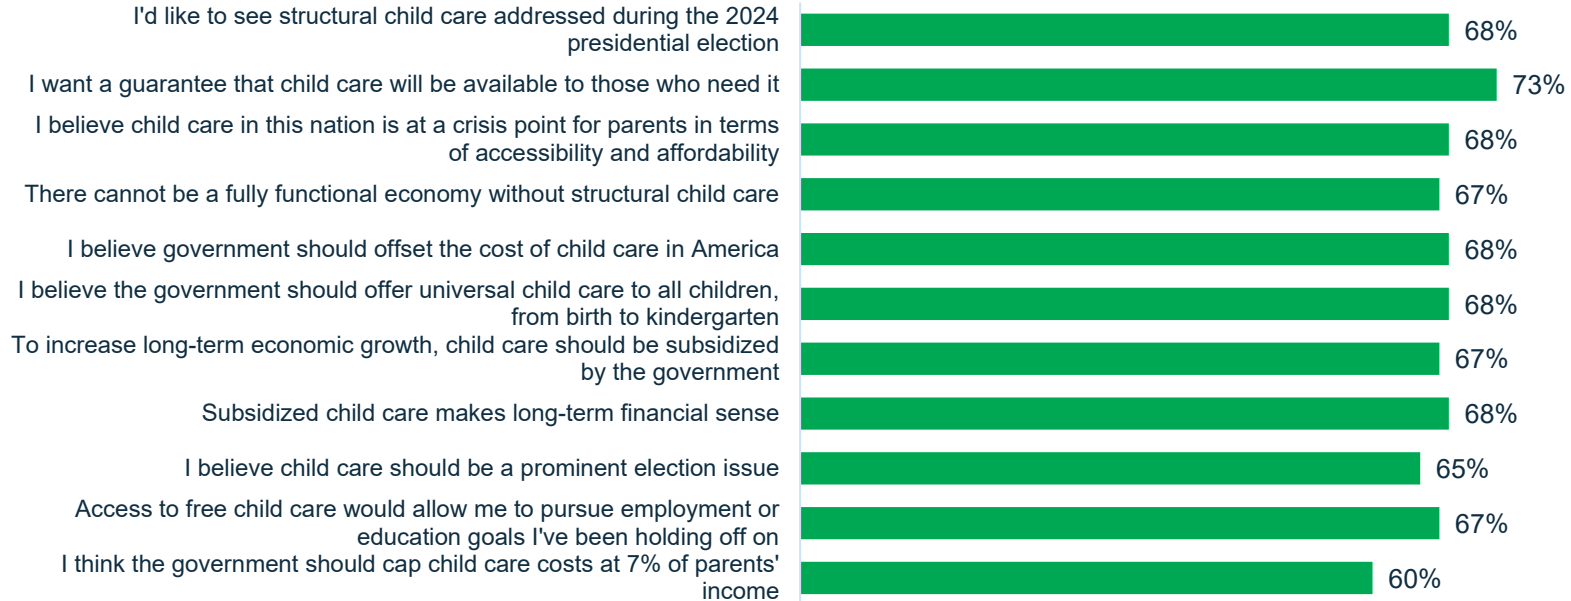 I'd like to see structural child care addressed during the 2024
presidential election
68%
I want a guarantee that child care will be available to those who need it
73%
I believe child care in this nation is at a crisis point for parents in terms
of accessibility and affordability
68%
There cannot be a fully functional economy without structural child care
67%
I believe government should offset the cost of child care in America
68%
I believe the government should offer universal child care to all children,
from birth to kindergarten
68%
To increase long-term economic growth, child care should be subsidized
by the government
67%
Subsidized child care makes long-term financial sense
68%
I believe child care should be a prominent election issue
65%
Access to free child care would allow me to pursue employment or
education goals I've been holding off on
67%
I think the government should cap child care costs at 7% of parents'
income
60%